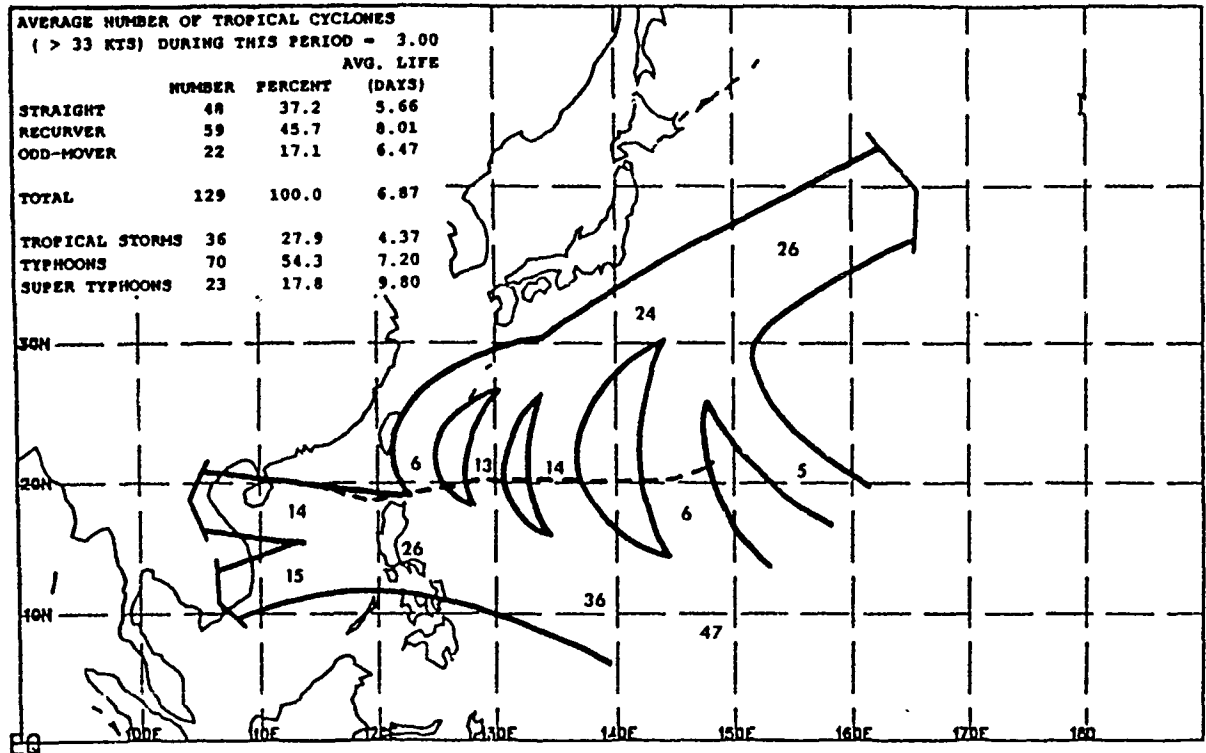 AVERAGE NUMBER OF TROPICAL CYCLONES
( > 33 KTS) DURING THIS PERIOD = 3.00
AVG. LIFE
NUMBER PERCENT (DAYS)
STRAIGHT 48 37.2 5.66
RECURVER 59 45.7 8.01
ODD-MOVER 22 17.1 6.47
TOTAL 129 100.0 6.87
TROPICAL STORMS 36 27.9 4.37
TYPHOONS 70 54.3 7.20
SUPER TYPHOONS 23 17.8 9.80
26
24
30N
6 13 14 5
20N
14 6
26
15
36
10N
47
EQ 100E 110E 120E 130E 140E 150E 160E 170E 180